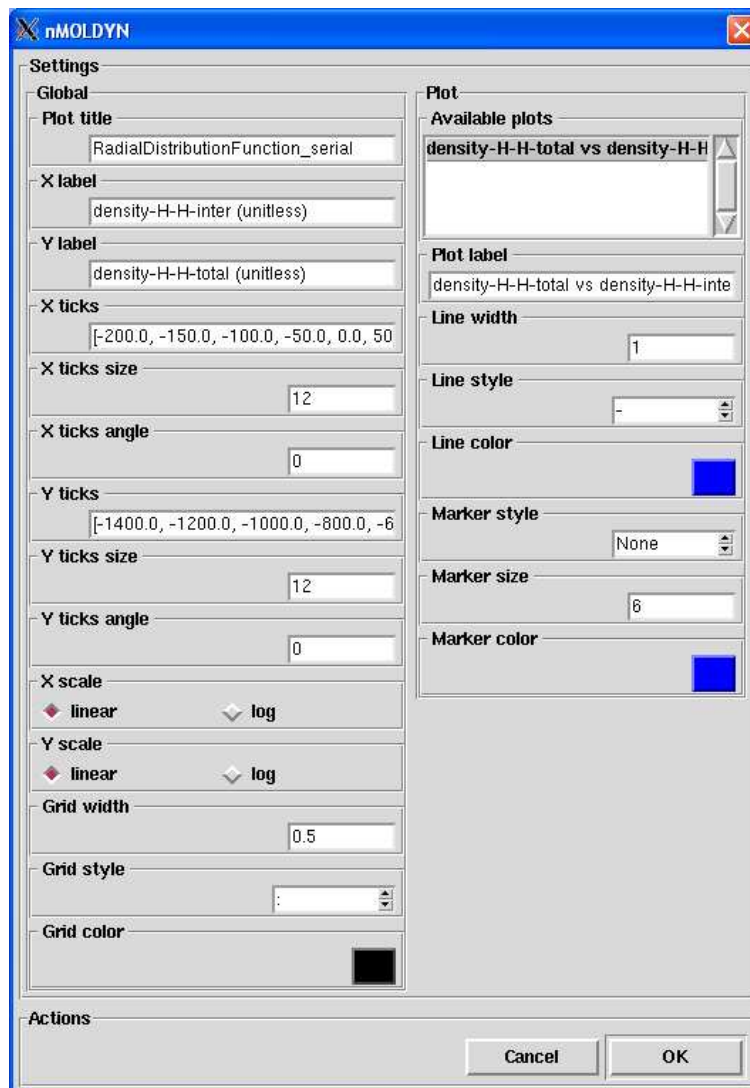 nMOLDYN
Settings
Global
Plot title
RadialDistributionFunction_serial
X label
density-H-H-inter (unitless)
Y label
density-H-H-total (unitless)
X ticks
[-200.0, -150.0, -100.0, -50.0, 0.0, 50
X ticks size
12
X ticks angle
0
Y ticks
[-1400.0, -1200.0, -1000.0, -800.0, -6
Y ticks size
12
Y ticks angle
0
X scale
linear log
Y scale
linear log
Grid width
0.5
Grid style
:
Grid color
Plot
Available plots
density-H-H-total vs density-H-H
Plot label
density-H-H-total vs density-H-H-inte
Line width
1
Line style
-
Line color
Marker style
None
Marker size
6
Marker color
Actions
Cancel OK